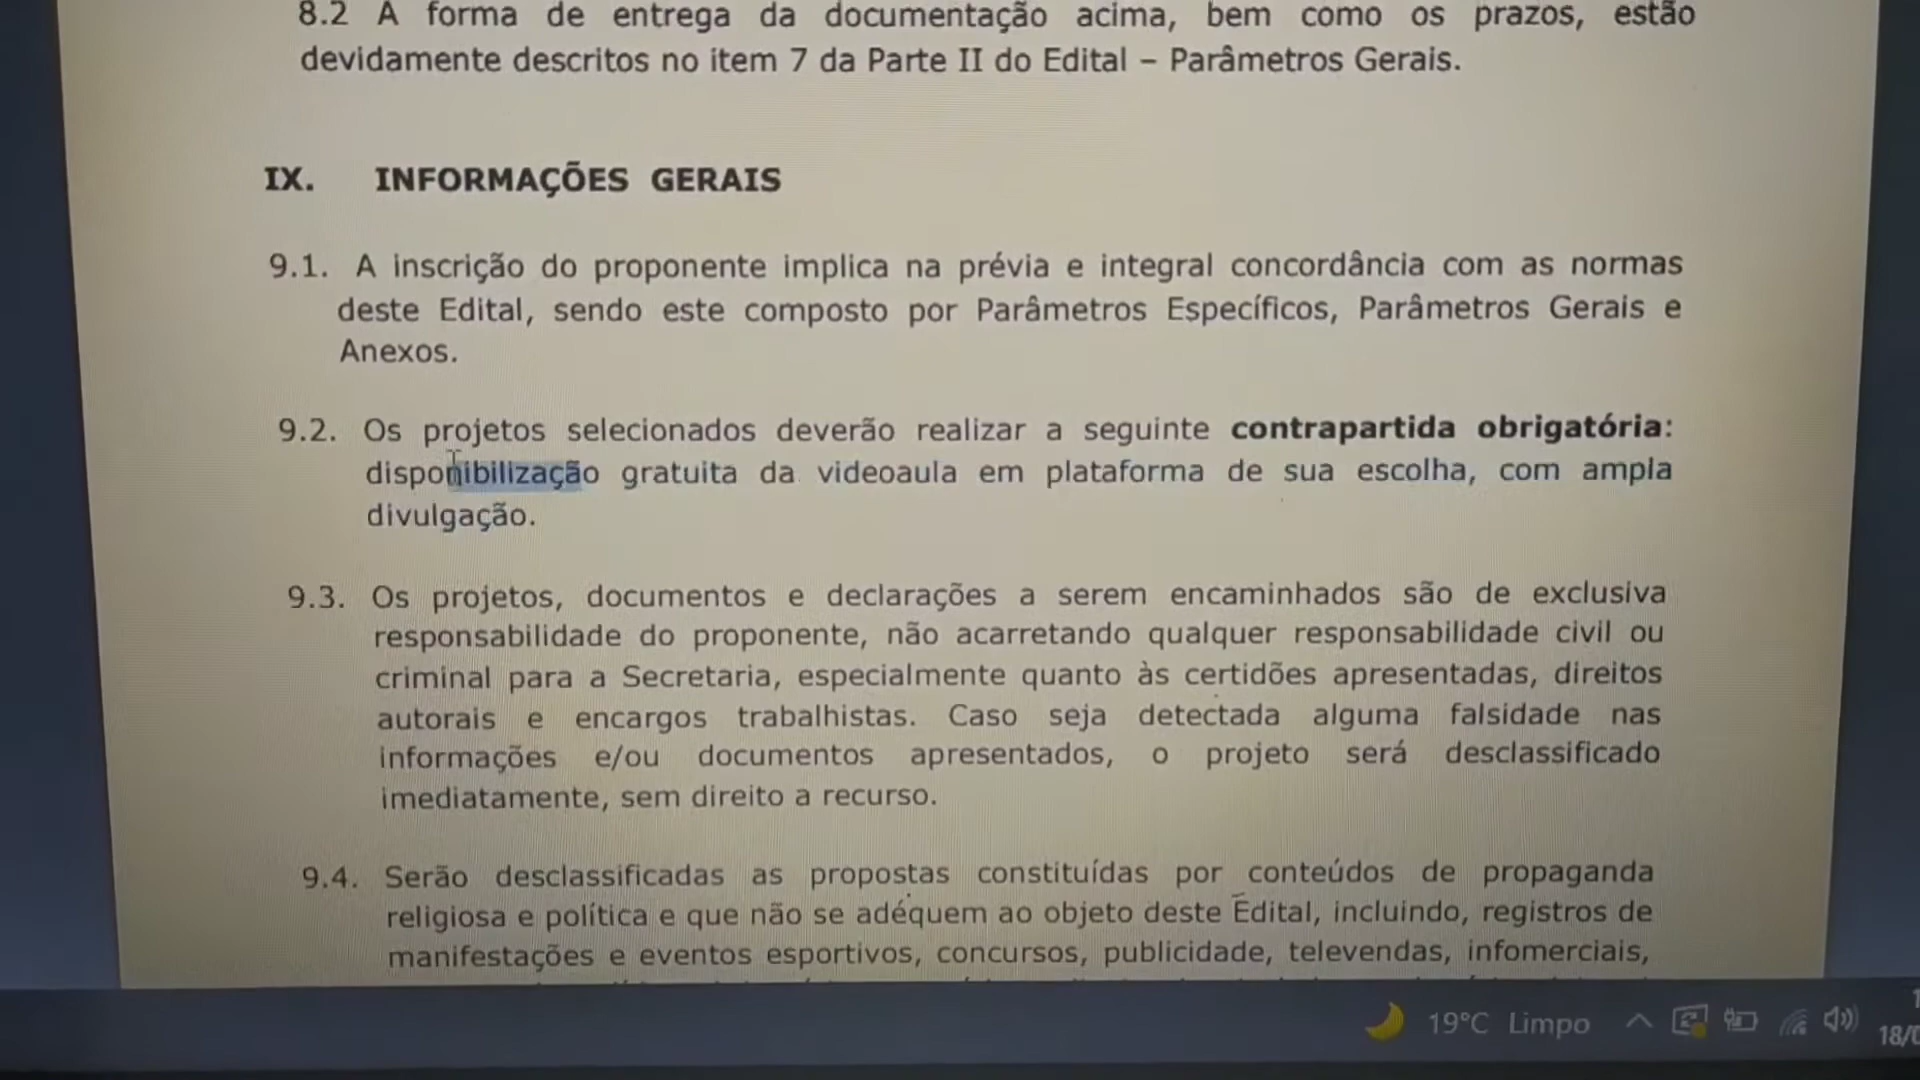 8.2 A forma de entrega da documentação acima, bem como os prazos, estão
devidamente descritos no item 7 da Parte II do Edital – Parâmetros Gerais.
IX. INFORMAÇÕES GERAIS
9.1. A inscrição do proponente implica na prévia e integral concordância com as normas
deste Edital, sendo este composto por Parâmetros Específicos, Parâmetros Gerais e
Anexos.
9.2. Os projetos selecionados deverão realizar a seguinte contrapartida obrigatória:
disponibilização gratuita da videoaula em plataforma de sua escolha, com ampla
divulgação.
9.3. Os projetos, documentos e declarações a serem encaminhados são de exclusiva
responsabilidade do proponente, não acarretando qualquer responsabilidade civil ou
criminal para a Secretaria, especialmente quanto às certidões apresentadas, direitos
autorais e encargos trabalhistas. Caso seja detectada alguma falsidade nas
informações e/ou documentos apresentados, o projeto será desclassificado
imediatamente, sem direito a recurso.
9.4. Serão desclassificadas as propostas constituídas por conteúdos de propaganda
religiosa e política e que não se adéquem ao objeto deste Edital, incluindo, registros de
manifestações e eventos esportivos, concursos, publicidade, televendas, infomerciais,
19°C Limpo
18/